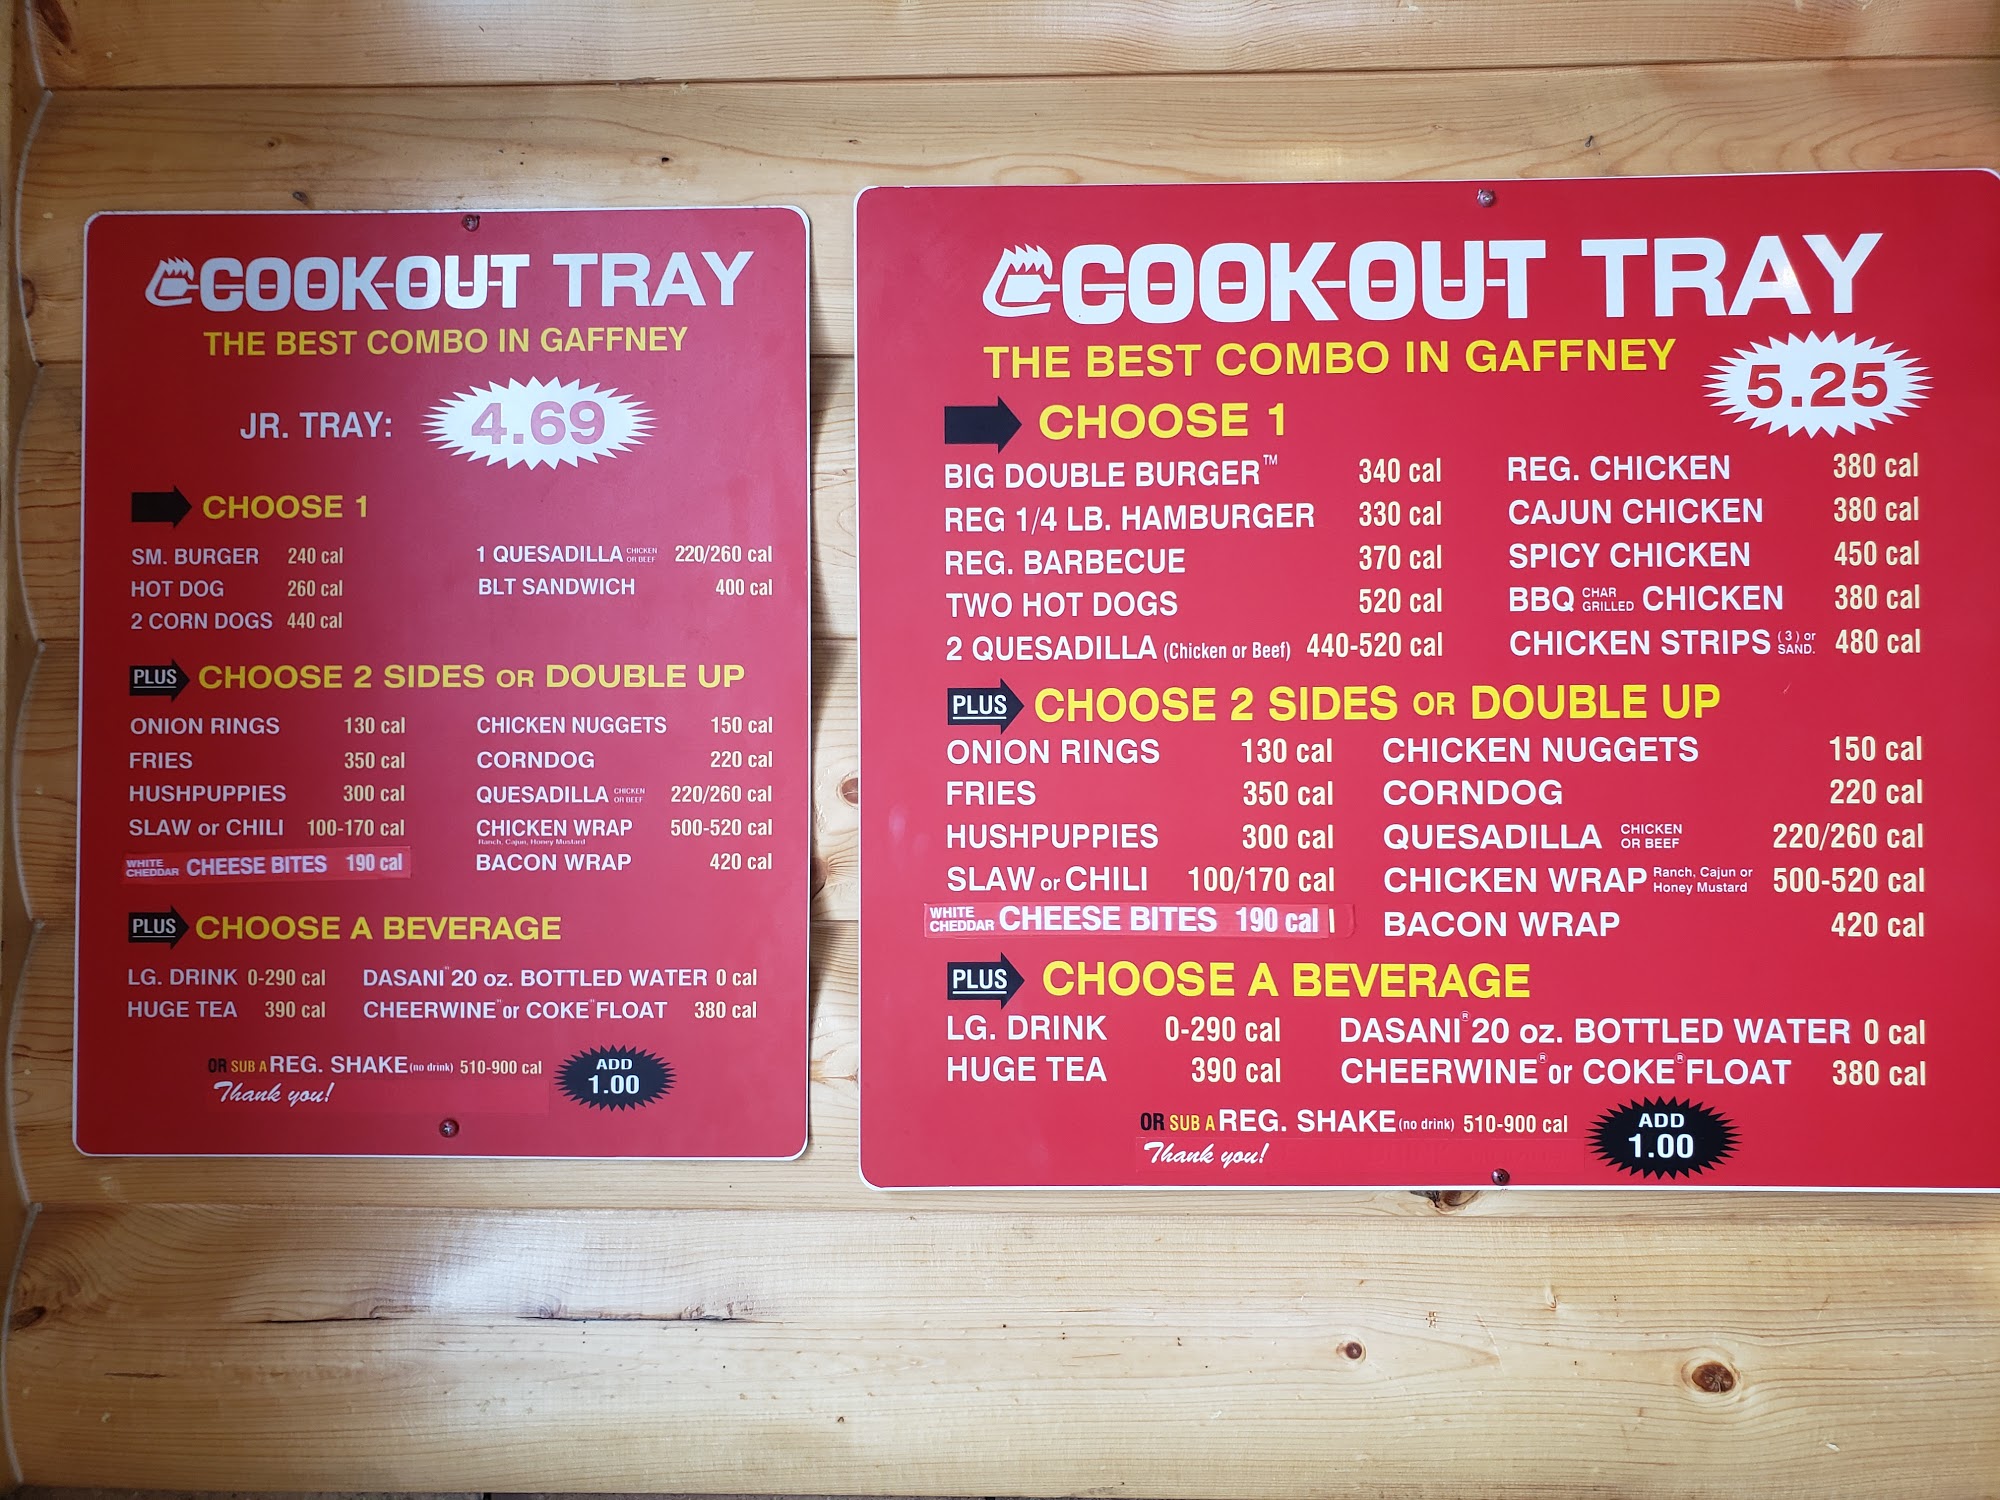 COOK-OUT TRAY
THE BEST COMBO IN GAFFNEY
JR. TRAY: 4.69
CHOOSE 1
SM. BURGER 240 cal
HOT DOG 260 cal
2 CORN DOGS 440 cal
1 QUESADILLA CHICKEN OR BEEF 220/260 cal
BLT SANDWICH 400 cal
PLUS CHOOSE 2 SIDES OR DOUBLE UP
ONION RINGS 130 cal
FRIES 350 cal
HUSHPUPPIES 300 cal
SLAW or CHILI 100-170 cal
WHITE CHEDDAR CHEESE BITES 190 cal
CHICKEN NUGGETS 150 cal
CORNDOG 220 cal
QUESADILLA CHICKEN OR BEEF 220/260 cal
CHICKEN WRAP 500-520 cal
Ranch, Cajun, Honey Mustard
BACON WRAP 420 cal
PLUS CHOOSE A BEVERAGE
LG. DRINK 0-290 cal
HUGE TEA 390 cal
DASANI® 20 oz. BOTTLED WATER 0 cal
CHEERWINE® or COKE® FLOAT 380 cal
OR SUB A REG. SHAKE (no drink) 510-900 cal
ADD 1.00
Thank you!
COOK-OUT TRAY
THE BEST COMBO IN GAFFNEY
5.25
CHOOSE 1
BIG DOUBLE BURGER™ 340 cal
REG 1/4 LB. HAMBURGER 330 cal
REG. BARBECUE 370 cal
TWO HOT DOGS 520 cal
2 QUESADILLA (Chicken or Beef) 440-520 cal
REG. CHICKEN 380 cal
CAJUN CHICKEN 380 cal
SPICY CHICKEN 450 cal
BBQ CHAR GRILLED CHICKEN 380 cal
CHICKEN STRIPS (3) or SAND. 480 cal
PLUS CHOOSE 2 SIDES OR DOUBLE UP
ONION RINGS 130 cal
FRIES 350 cal
HUSHPUPPIES 300 cal
SLAW or CHILI 100/170 cal
WHITE CHEDDAR CHEESE BITES 190 cal l
CHICKEN NUGGETS 150 cal
CORNDOG 220 cal
QUESADILLA CHICKEN OR BEEF 220/260 cal
CHICKEN WRAP Ranch, Cajun or Honey Mustard 500-520 cal
BACON WRAP 420 cal
PLUS CHOOSE A BEVERAGE
LG. DRINK 0-290 cal
HUGE TEA 390 cal
DASANI® 20 oz. BOTTLED WATER 0 cal
CHEERWINE® or COKE® FLOAT 380 cal
OR SUB A REG. SHAKE (no drink) 510-900 cal
ADD 1.00
Thank you!